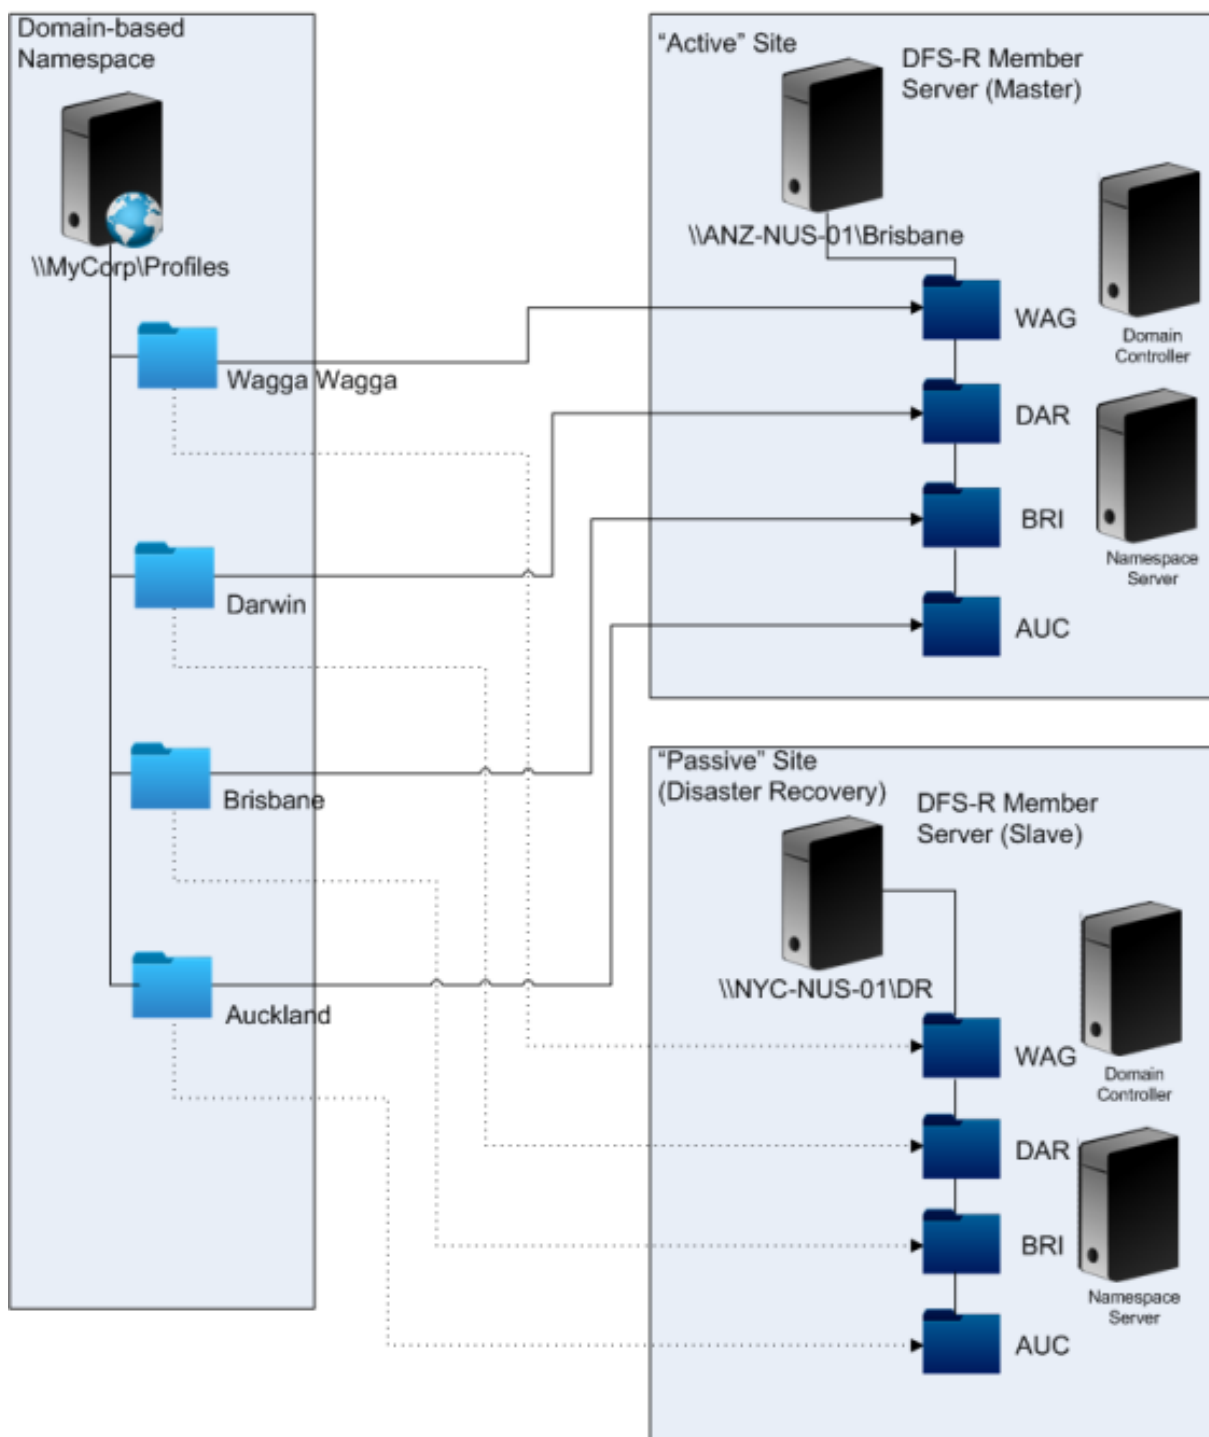 Domain-based
Namespace
\\MyCorp\Profiles
Wagga Wagga
Darwin
Brisbane
Auckland
“Active” Site
DFS-R Member
Server (Master)
\\ANZ-NUS-01\Brisbane
WAG
DAR
BRI
AUC
Domain
Controller
Namespace
Server
“Passive” Site
(Disaster Recovery)
DFS-R Member
Server (Slave)
\\NYC-NUS-01\DR
WAG
DAR
BRI
AUC
Domain
Controller
Namespace
Server